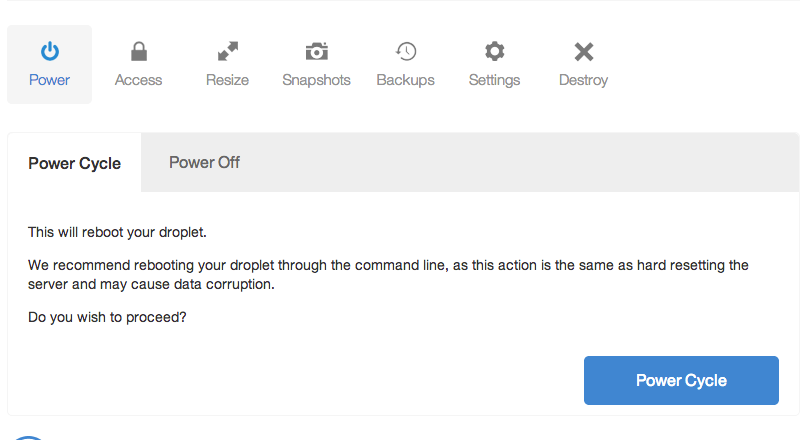 Power Access Resize Snapshots Backups Settings Destroy
Power Cycle Power Off
This will reboot your droplet.
We recommend rebooting your droplet through the command line, as this action is the same as hard resetting the
server and may cause data corruption.
Do you wish to proceed?
Power Cycle